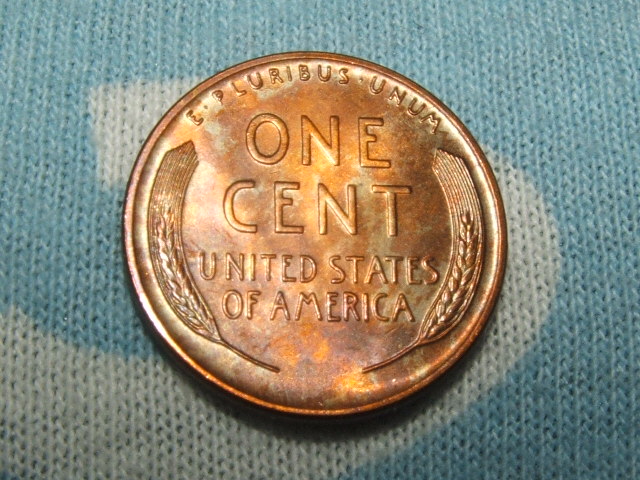 E·PLURIBUS·UNUM
ONE
CENT
UNITED STATES
OF AMERICA